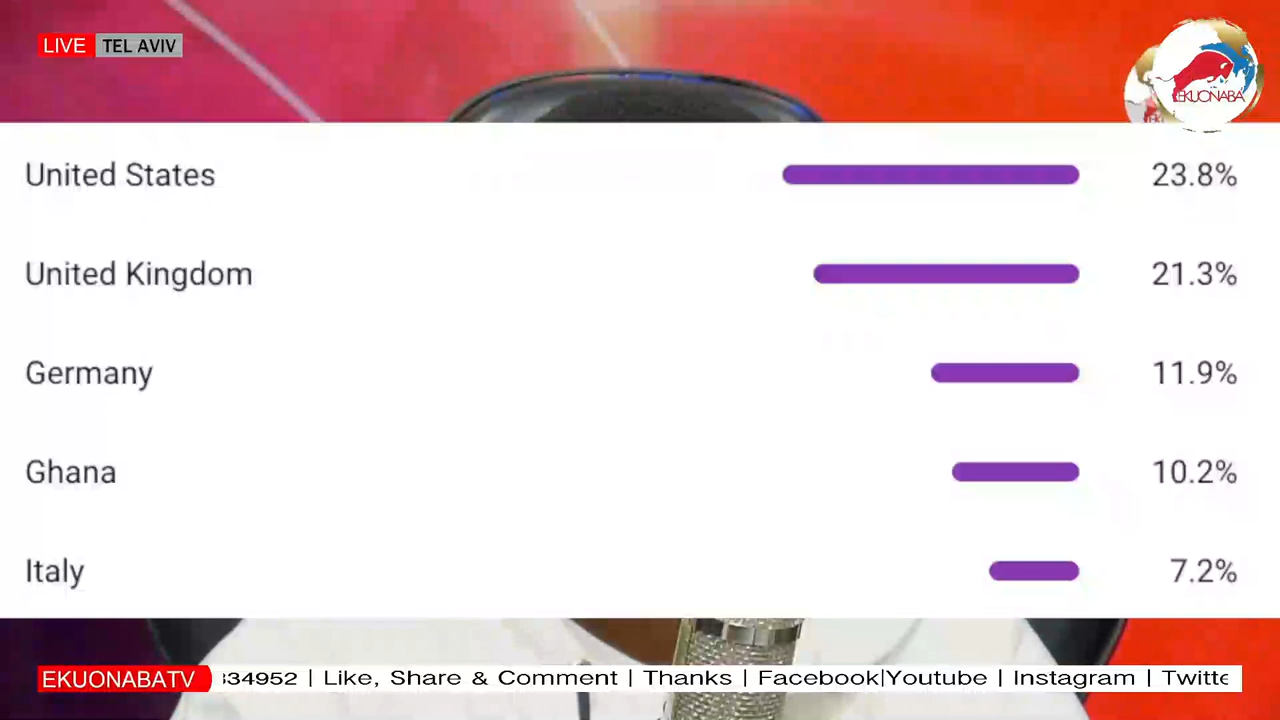 LIVE TEL AVIV
EKUONABA
United States 23.8%
United Kingdom 21.3%
Germany 11.9%
Ghana 10.2%
Italy 7.2%
EKUONABATV 334952 | Like, Share & Comment | Thanks | Facebook|Youtube | Instagram | Twitte